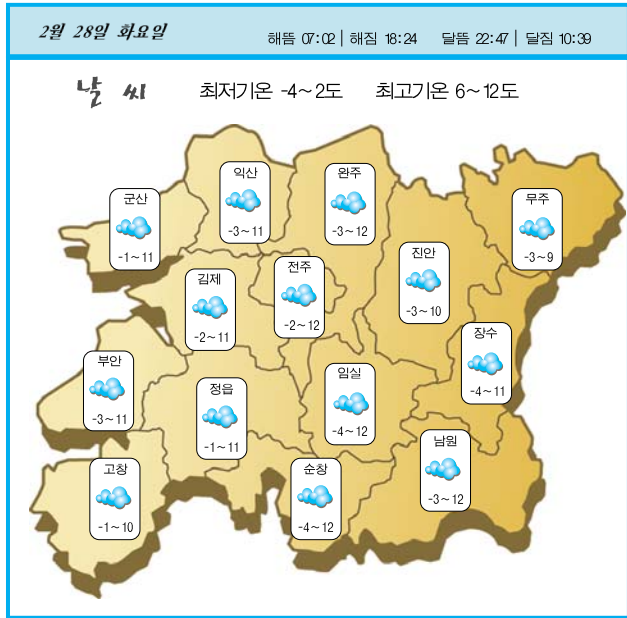 2월 28일 화요일
해뜸 07:02 | 해짐 18:24 달뜸 22:47 | 달짐 10:39
날 씨 최저기온 -4~2도 최고기온 6~12도
익산
-3~11
완주
-3~12
군산
-1~11
무주
-3~9
진안
-3~10
전주
-2~12
김제
-2~11
장수
-4~11
부안
-3~11
임실
-4~12
정읍
-1~11
남원
-3~12
고창
-1~10
순창
-4~12